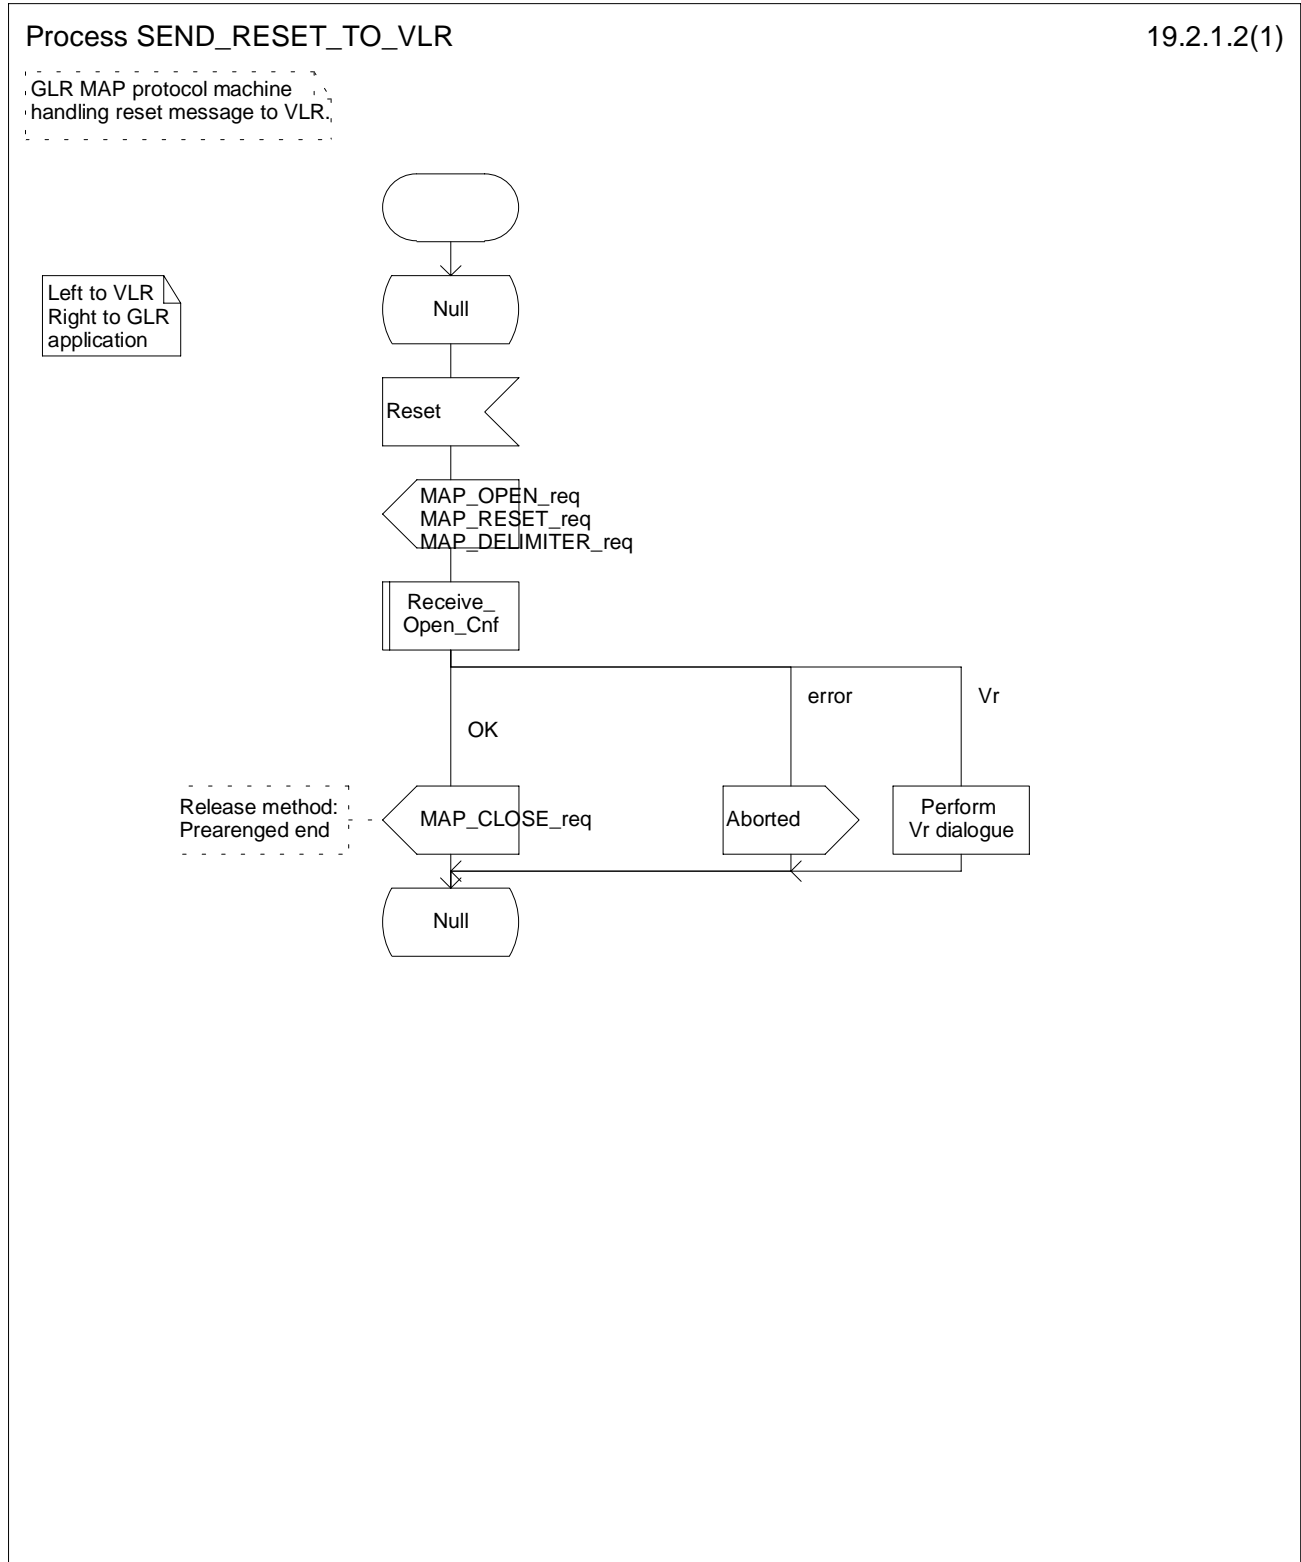 Process SEND_RESET_TO_VLR
19.2.1.2(1)
GLR MAP protocol machine
handling reset message to VLR.
Left to VLR
Right to GLR
application
Null
Reset
MAP_OPEN_req
MAP_RESET_req
MAP_DELIMITER_req
Receive_
Open_Cnf
error
Vr
OK
Release method:
Prearenged end
MAP_CLOSE_req
Aborted
Perform
Vr dialogue
Null